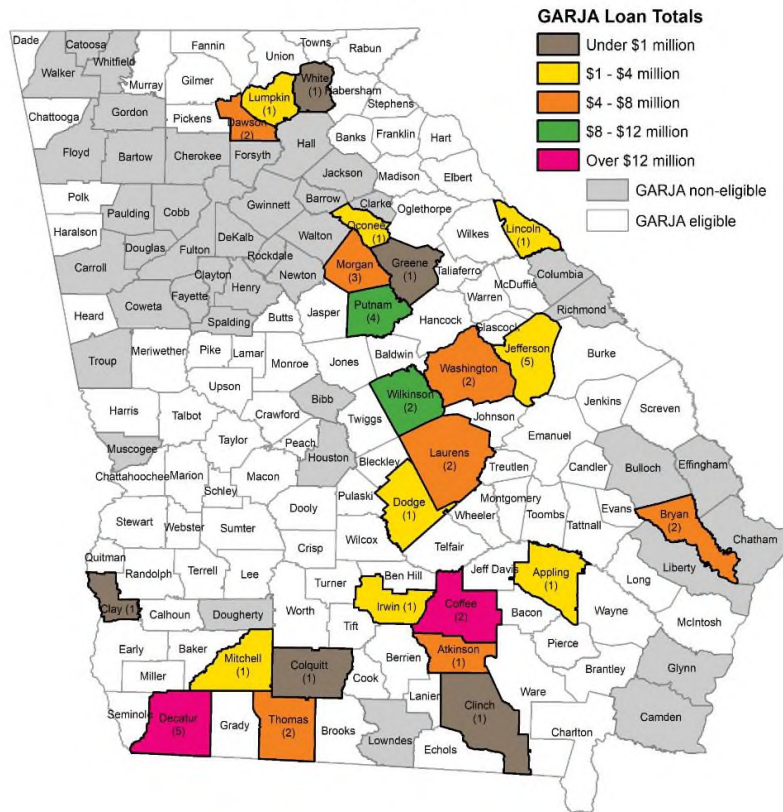 GARJA Loan Totals
Under $1 million
$1 - $4 million
$4 - $8 million
$8 - $12 million
Over $12 million
GARJA non-eligible
GARJA eligible
Dade
Catoosa
Whitfield
Walker
Murray
Fannin
Gilmer
Union
Towns
Rabun
White
(1)
Habersham
Lumpkin
(1)
Stephens
Chattooga
Gordon
Pickens
Dawson
(2)
Banks
Franklin
Hart
Floyd
Bartow
Cherokee
Forsyth
Hall
Jackson
Madison
Elbert
Polk
Paulding
Cobb
Gwinnett
Barrow
Clarke
Oglethorpe
Haralson
Douglas
Fulton
DeKalb
Walton
Oconee
(1)
Wilkes
Lincoln
(1)
Carroll
Clayton
Rockdale
Newton
Morgan
(3)
Greene
(1)
Taliaferro
McDuffie
Columbia
Heard
Coweta
Fayette
Henry
Spalding
Butts
Jasper
Putnam
(4)
Hancock
Warren
Glascock
Richmond
Troup
Meriwether
Pike
Lamar
Monroe
Jones
Baldwin
Washington
(2)
Jefferson
(5)
Burke
Upson
Bibb
Wilkinson
(2)
Johnson
Jenkins
Screven
Harris
Talbot
Crawford
Twiggs
Emanuel
Muscogee
Taylor
Peach
Houston
Bleckley
Laurens
(2)
Treutlen
Candler
Bulloch
Effingham
Chattahoochee
Marion
Schley
Macon
Pulaski
Dodge
(1)
Montgomery
Wheeler
Toombs
Tattnall
Evans
Bryan
(2)
Chatham
Stewart
Webster
Sumter
Dooly
Wilcox
Telfair
Liberty
Quitman
Crisp
Randolph
Terrell
Lee
Turner
Ben Hill
Jeff Davis
Appling
(1)
Long
Clay (1)
Calhoun
Dougherty
Worth
Tift
Irwin (1)
Coffee
(2)
Bacon
Wayne
McIntosh
Early
Baker
Mitchell
(1)
Colquitt
(1)
Berrien
Atkinson
(1)
Pierce
Brantley
Glynn
Miller
Cook
Lanier
Clinch
(1)
Ware
Seminole
Decatur
(5)
Grady
Thomas
(2)
Brooks
Lowndes
Echols
Charlton
Camden